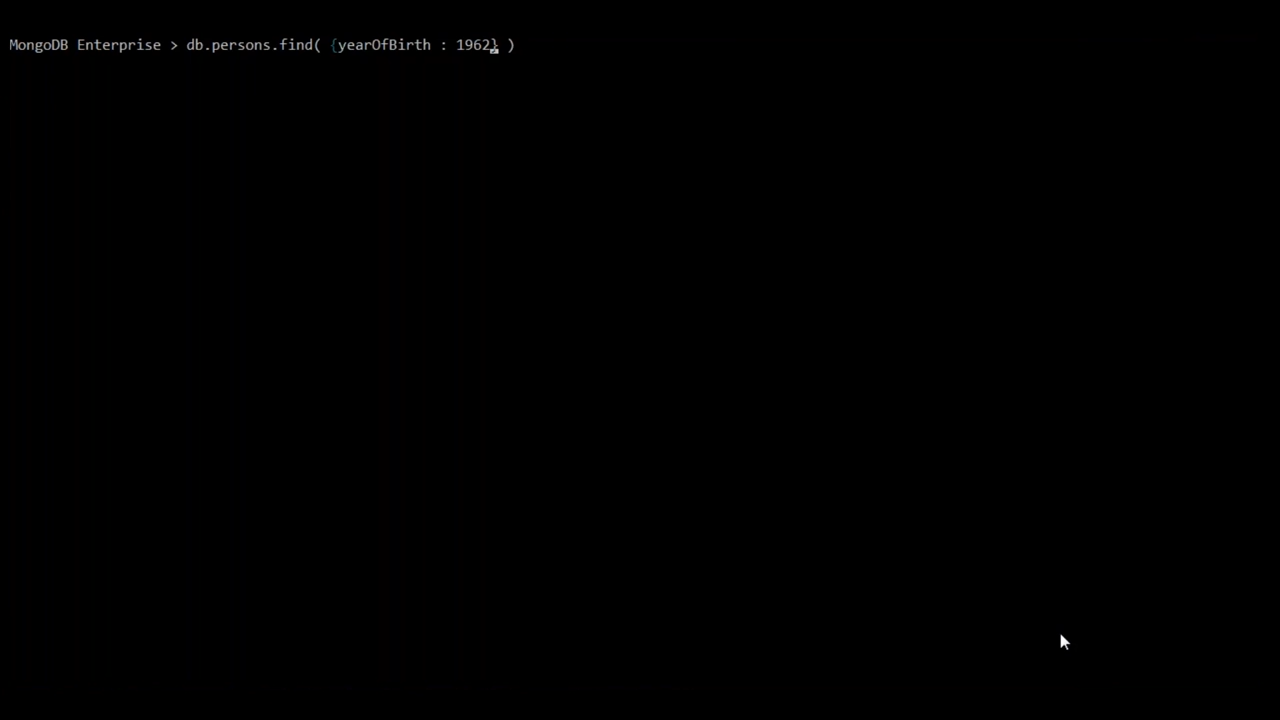 MongoDB Enterprise > db.persons.find( {yearOfBirth : 1962} )